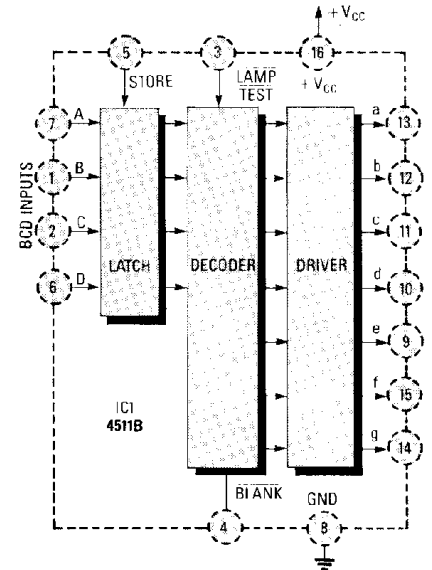 + VCC
5
3
16
STORE
LAMP
TEST
+ VCC
7
A
a
13
1
B
b
12
BCD INPUTS
2
C
c
11
LATCH
DECODER
DRIVER
6
D
d
10
e
9
IC1
4511B
f
15
g
14
BLANK
GND
4
8